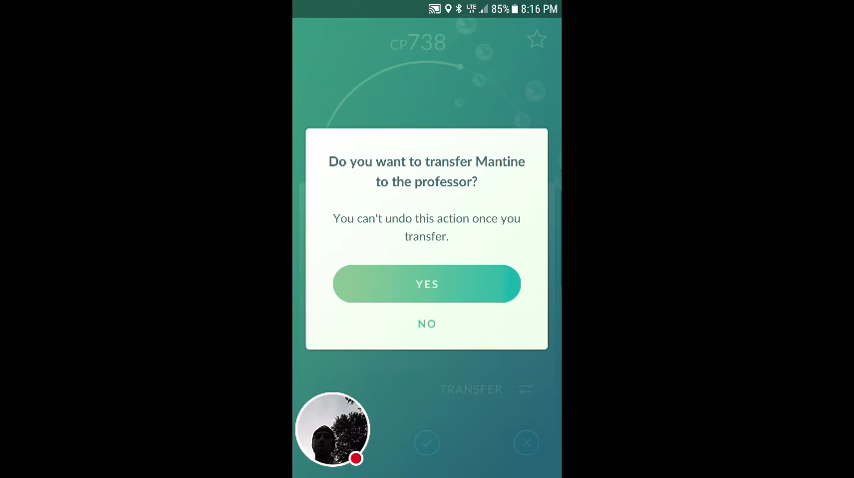 LTE 85% 8:16 PM
CP738
Do you want to transfer Mantine
to the professor?
You can't undo this action once you
transfer.
YES
NO
TRANSFER